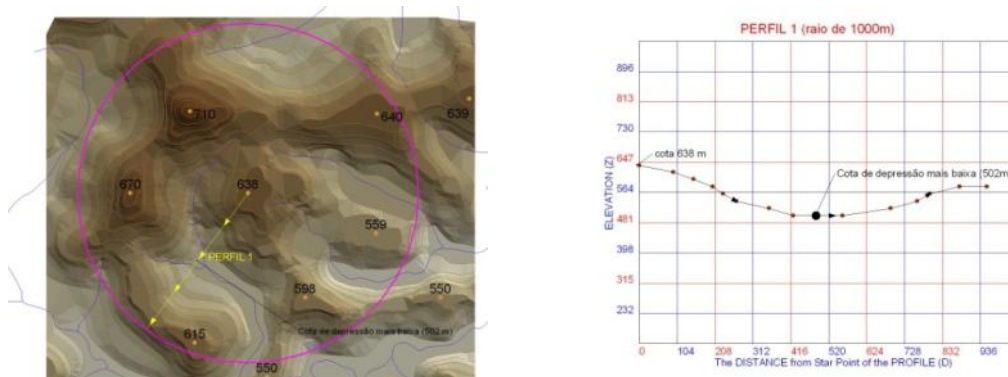 710
640
639
670
638
559
PERFIL 1
598
550
Cota de depressão mais baixa (502 m)
615
550
PERFIL 1 (raio de 1000m)
896
813
730
647
564
481
398
315
232
ELEVATION (Z)
cota 638 m
Cota de depressão mais baixa (502m
0 104 208 312 416 520 624 728 832 936
The DISTANCE from Star Point of the PROFILE (D)